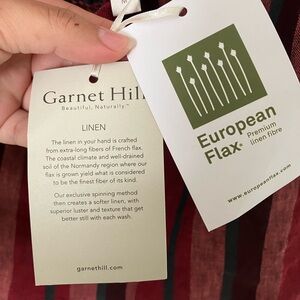 M
Garnet Hill
Beautiful, Naturally.™
LINEN
The linen in your hand is crafted
from extra-long fibers of French flax.
The coastal climate and well-drained
soil of the Normandy region where our
flax is grown yield what is considered
to be the finest fiber of its kind.
Our exclusive spinning method
then creates a softer linen, with
superior luster and texture that get
better still with each wash.
garnethill.com
European
Flax®
Premium
linen fibre
www.europeanflax.com